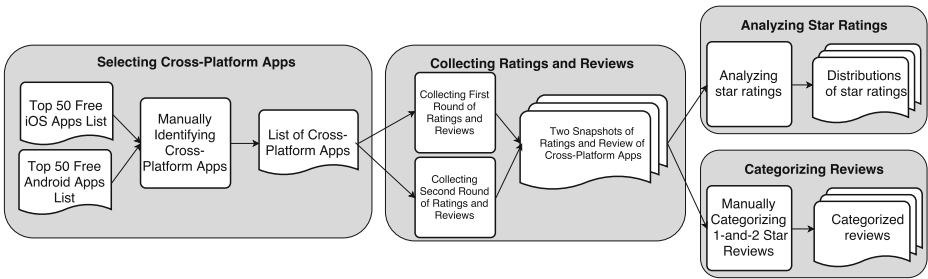 Selecting Cross-Platform Apps
Top 50 Free
iOS Apps List
Top 50 Free
Android Apps
List
Manually
Identifying
Cross-
Platform Apps
List of Cross-
Platform Apps
Collecting Ratings and Reviews
Collecting First
Round of
Ratings and
Reviews
Collecting
Second Round
of Ratings and
Reviews
Two Snapshots of
Ratings and Review of
Cross-Platform Apps
Analyzing Star Ratings
Analyzing
star ratings
Distributions
of star ratings
Categorizing Reviews
Manually
Categorizing
1-and-2 Star
Reviews
Categorized
reviews